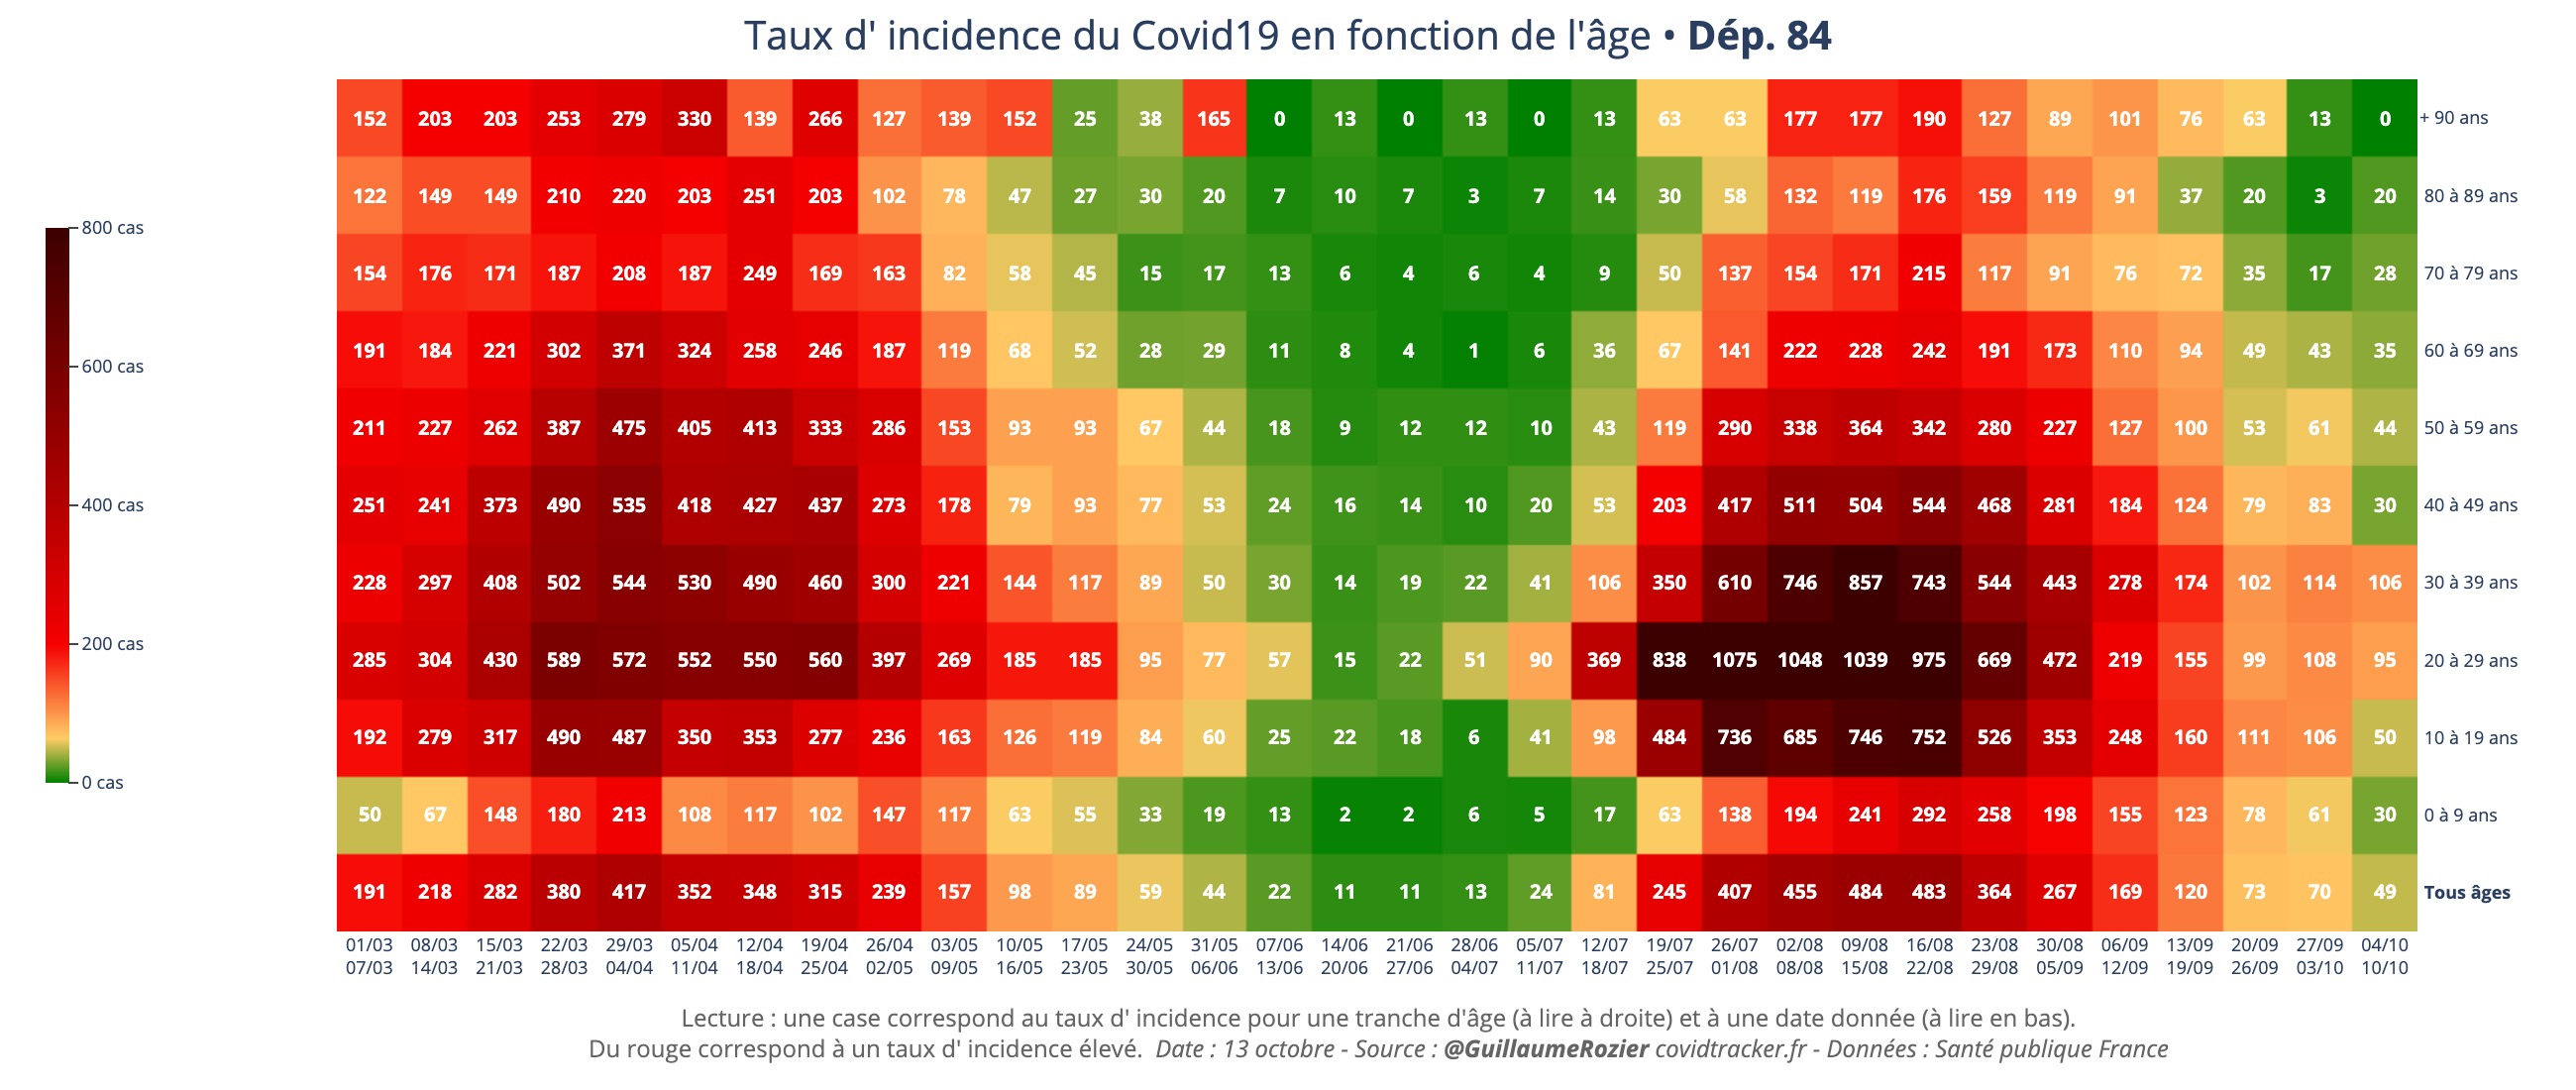 Taux d' incidence du Covid19 en fonction de l'âge • Dép. 84
152 203 203 253 279 330 139 266 127 139 152 25 38 165 0 13 0 13 0 13 63 63 177 177 190 127 89 101 76 63 13 0 + 90 ans
122 149 149 210 220 203 251 203 102 78 47 27 30 20 7 10 7 3 7 14 30 58 132 119 176 159 119 91 37 20 3 20 80 à 89 ans
800 cas
154 176 171 187 208 187 249 169 163 82 58 45 15 17 13 6 4 6 4 9 50 137 154 171 215 117 91 76 72 35 17 28 70 à 79 ans
191 184 221 302 371 324 258 246 187 119 68 52 28 29 11 8 4 1 6 36 67 141 222 228 242 191 173 110 94 49 43 35 60 à 69 ans
600 cas
211 227 262 387 475 405 413 333 286 153 93 93 67 44 18 9 12 12 10 43 119 290 338 364 342 280 227 127 100 53 61 44 50 à 59 ans
400 cas
251 241 373 490 535 418 427 437 273 178 79 93 77 53 24 16 14 10 20 53 203 417 511 504 544 468 281 184 124 79 83 30 40 à 49 ans
228 297 408 502 544 530 490 460 300 221 144 117 89 50 30 14 19 22 41 106 350 610 746 857 743 544 443 278 174 102 114 106 30 à 39 ans
200 cas
285 304 430 589 572 552 550 560 397 269 185 185 95 77 57 15 22 51 90 369 838 1075 1048 1039 975 669 472 219 155 99 108 95 20 à 29 ans
192 279 317 490 487 350 353 277 236 163 126 119 84 60 25 22 18 6 41 98 484 736 685 746 752 526 353 248 160 111 106 50 10 à 19 ans
0 cas
50 67 148 180 213 108 117 102 147 117 63 55 33 19 13 2 2 6 5 17 63 138 194 241 292 258 198 155 123 78 61 30 0 à 9 ans
191 218 282 380 417 352 348 315 239 157 98 89 59 44 22 11 11 13 24 81 245 407 455 484 483 364 267 169 120 73 70 49 Tous âges
01/03 08/03 15/03 22/03 29/03 05/04 12/04 19/04 26/04 03/05 10/05 17/05 24/05 31/05 07/06 14/06 21/06 28/06 05/07 12/07 19/07 26/07 02/08 09/08 16/08 23/08 30/08 06/09 13/09 20/09 27/09 04/10
07/03 14/03 21/03 28/03 04/04 11/04 18/04 25/04 02/05 09/05 16/05 23/05 30/05 06/06 13/06 20/06 27/06 04/07 11/07 18/07 25/07 01/08 08/08 15/08 22/08 29/08 05/09 12/09 19/09 26/09 03/10 10/10
Lecture : une case correspond au taux d' incidence pour une tranche d'âge (à lire à droite) et à une date donnée (à lire en bas).
Du rouge correspond à un taux d' incidence élevé. Date : 13 octobre - Source : @GuillaumeRozier covidtracker.fr - Données : Santé publique France